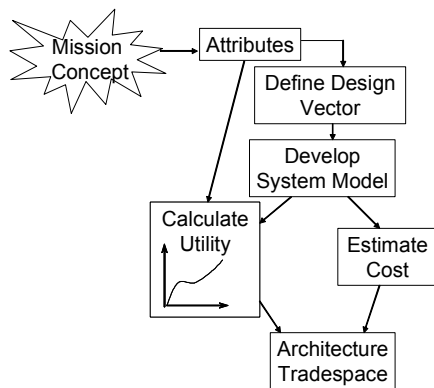 Mission
Concept
Attributes
Define Design
Vector
Develop
System Model
Calculate
Utility
Estimate
Cost
Architecture
Tradespace